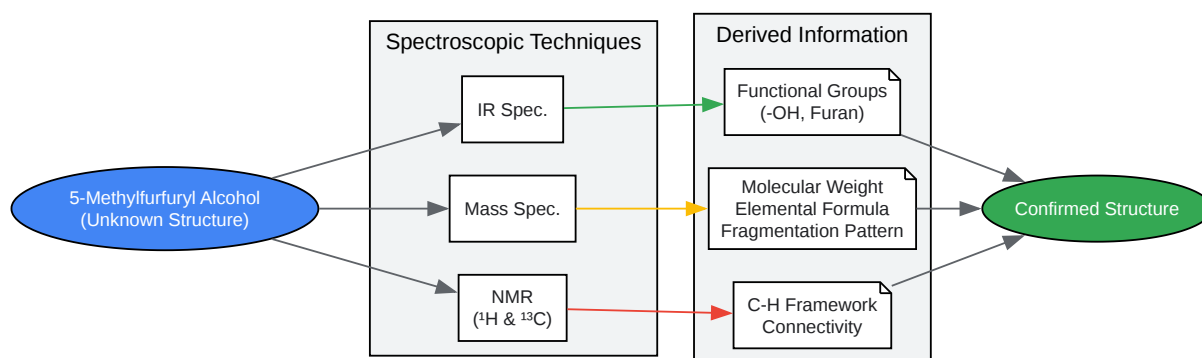 Spectroscopic Techniques
Derived Information
5-Methylfurfuryl Alcohol
(Unknown Structure)
IR Spec.
Mass Spec.
NMR
(¹H & ¹³C)
Functional Groups
(-OH, Furan)
Molecular Weight
Elemental Formula
Fragmentation Pattern
C-H Framework
Connectivity
Confirmed Structure